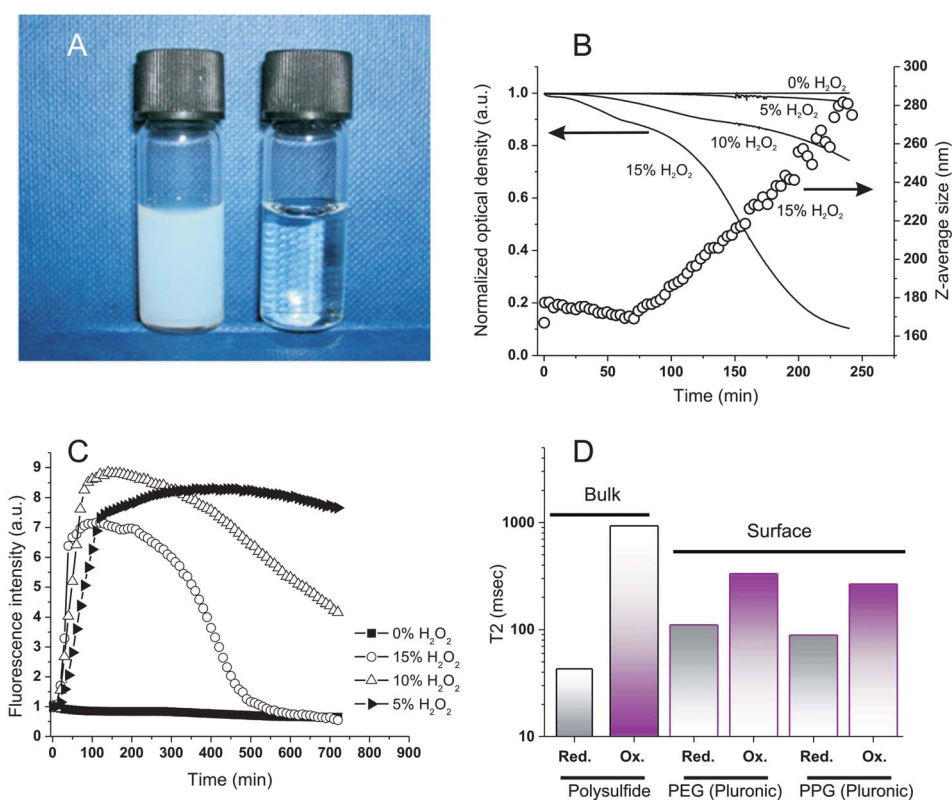 A
B
0% H₂O₂
5% H₂O₂
10% H₂O₂
15% H₂O₂
15% H₂O₂
Normalized optical density (a.u.)
1.0
0.8
0.6
0.4
0.2
0.0
300
280
260
240
220
200
180
160
Z-average size (nm)
0 50 100 150 200 250
Time (min)
C
Fluorescence intensity (a.u.)
9
8
7
6
5
4
3
2
1
0
0% H₂O₂
15% H₂O₂
10% H₂O₂
5% H₂O₂
0 100 200 300 400 500 600 700 800 900
Time (min)
D
Bulk
Surface
T2 (msec)
1000
100
10
Red. Ox. Red. Ox. Red. Ox.
Polysulfide PEG (Pluronic) PPG (Pluronic)